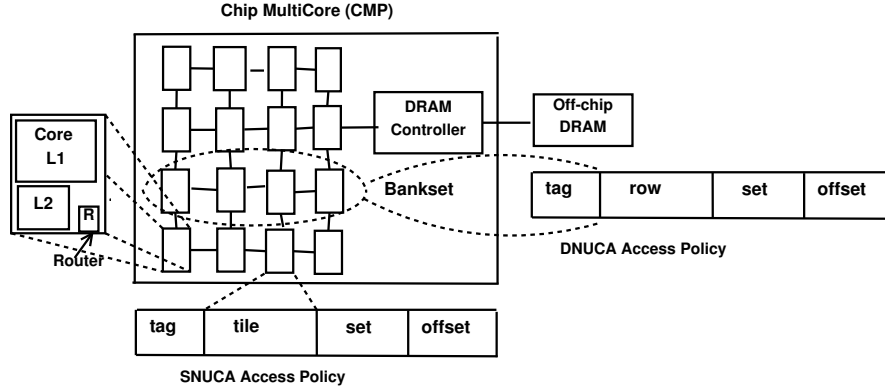 Chip MultiCore (CMP)
Core
L1
L2
R
Router
DRAM
Controller
Off-chip
DRAM
Bankset
tag row set offset
DNUCA Access Policy
tag tile set offset
SNUCA Access Policy